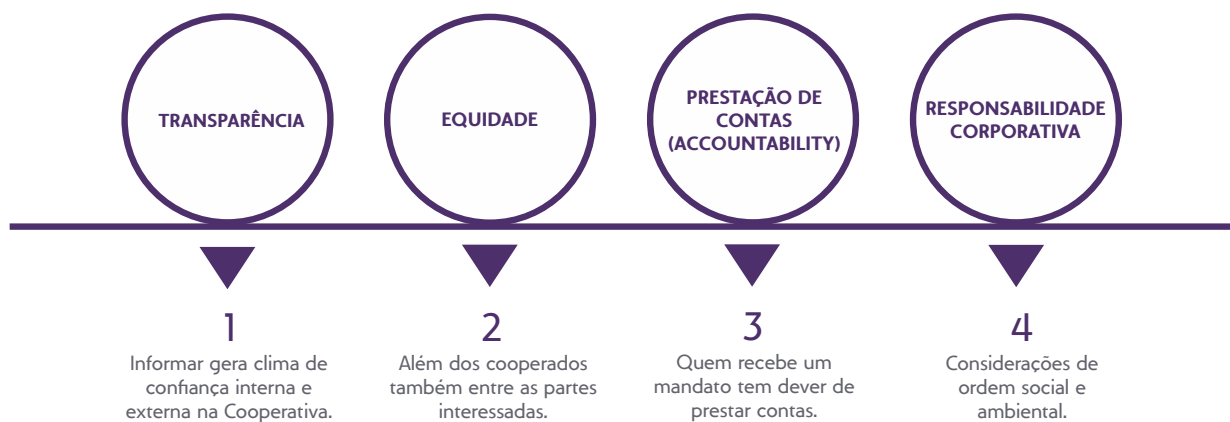 TRANSPARÊNCIA
EQUIDADE
PRESTAÇÃO DE
CONTAS
(ACCOUNTABILITY)
RESPONSABILIDADE
CORPORATIVA
1
Informar gera clima de
confiança interna e
externa na Cooperativa.
2
Além dos cooperados
também entre as partes
interessadas.
3
Quem recebe um
mandato tem dever de
prestar contas.
4
Considerações de
ordem social e
ambiental.